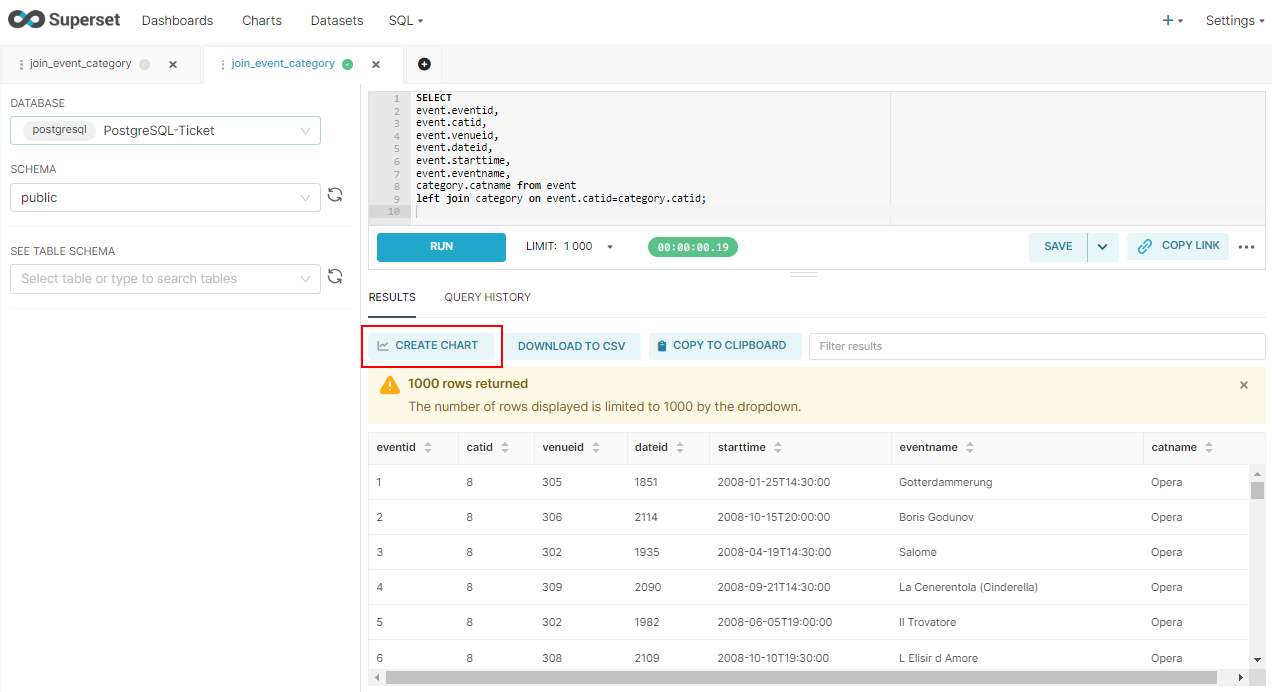 Superset Dashboards Charts Datasets SQL Settings
join_event_category join_event_category
DATABASE
postgresql PostgreSQL-Ticket
SCHEMA
public
SEE TABLE SCHEMA
Select table or type to search tables
1 SELECT
2 event.eventid,
3 event.catid,
4 event.venueid,
5 event.dateid,
6 event.starttime,
7 event.eventname,
8 category.catname from event
9 left join category on event.catid=category.catid;
10
RUN LIMIT: 1 000 00:00:00.19 SAVE COPY LINK
RESULTS QUERY HISTORY
CREATE CHART DOWNLOAD TO CSV COPY TO CLIPBOARD Filter results
1000 rows returned
The number of rows displayed is limited to 1000 by the dropdown.
eventid catid venueid dateid starttime eventname catname
1 8 305 1851 2008-01-25T14:30:00 Gotterdammerung Opera
2 8 306 2114 2008-10-15T20:00:00 Boris Godunov Opera
3 8 302 1935 2008-04-19T14:30:00 Salome Opera
4 8 309 2090 2008-09-21T14:30:00 La Cenerentola (Cinderella) Opera
5 8 302 1982 2008-06-05T19:00:00 Il Trovatore Opera
6 8 308 2109 2008-10-10T19:30:00 L Elisir d Amore Opera